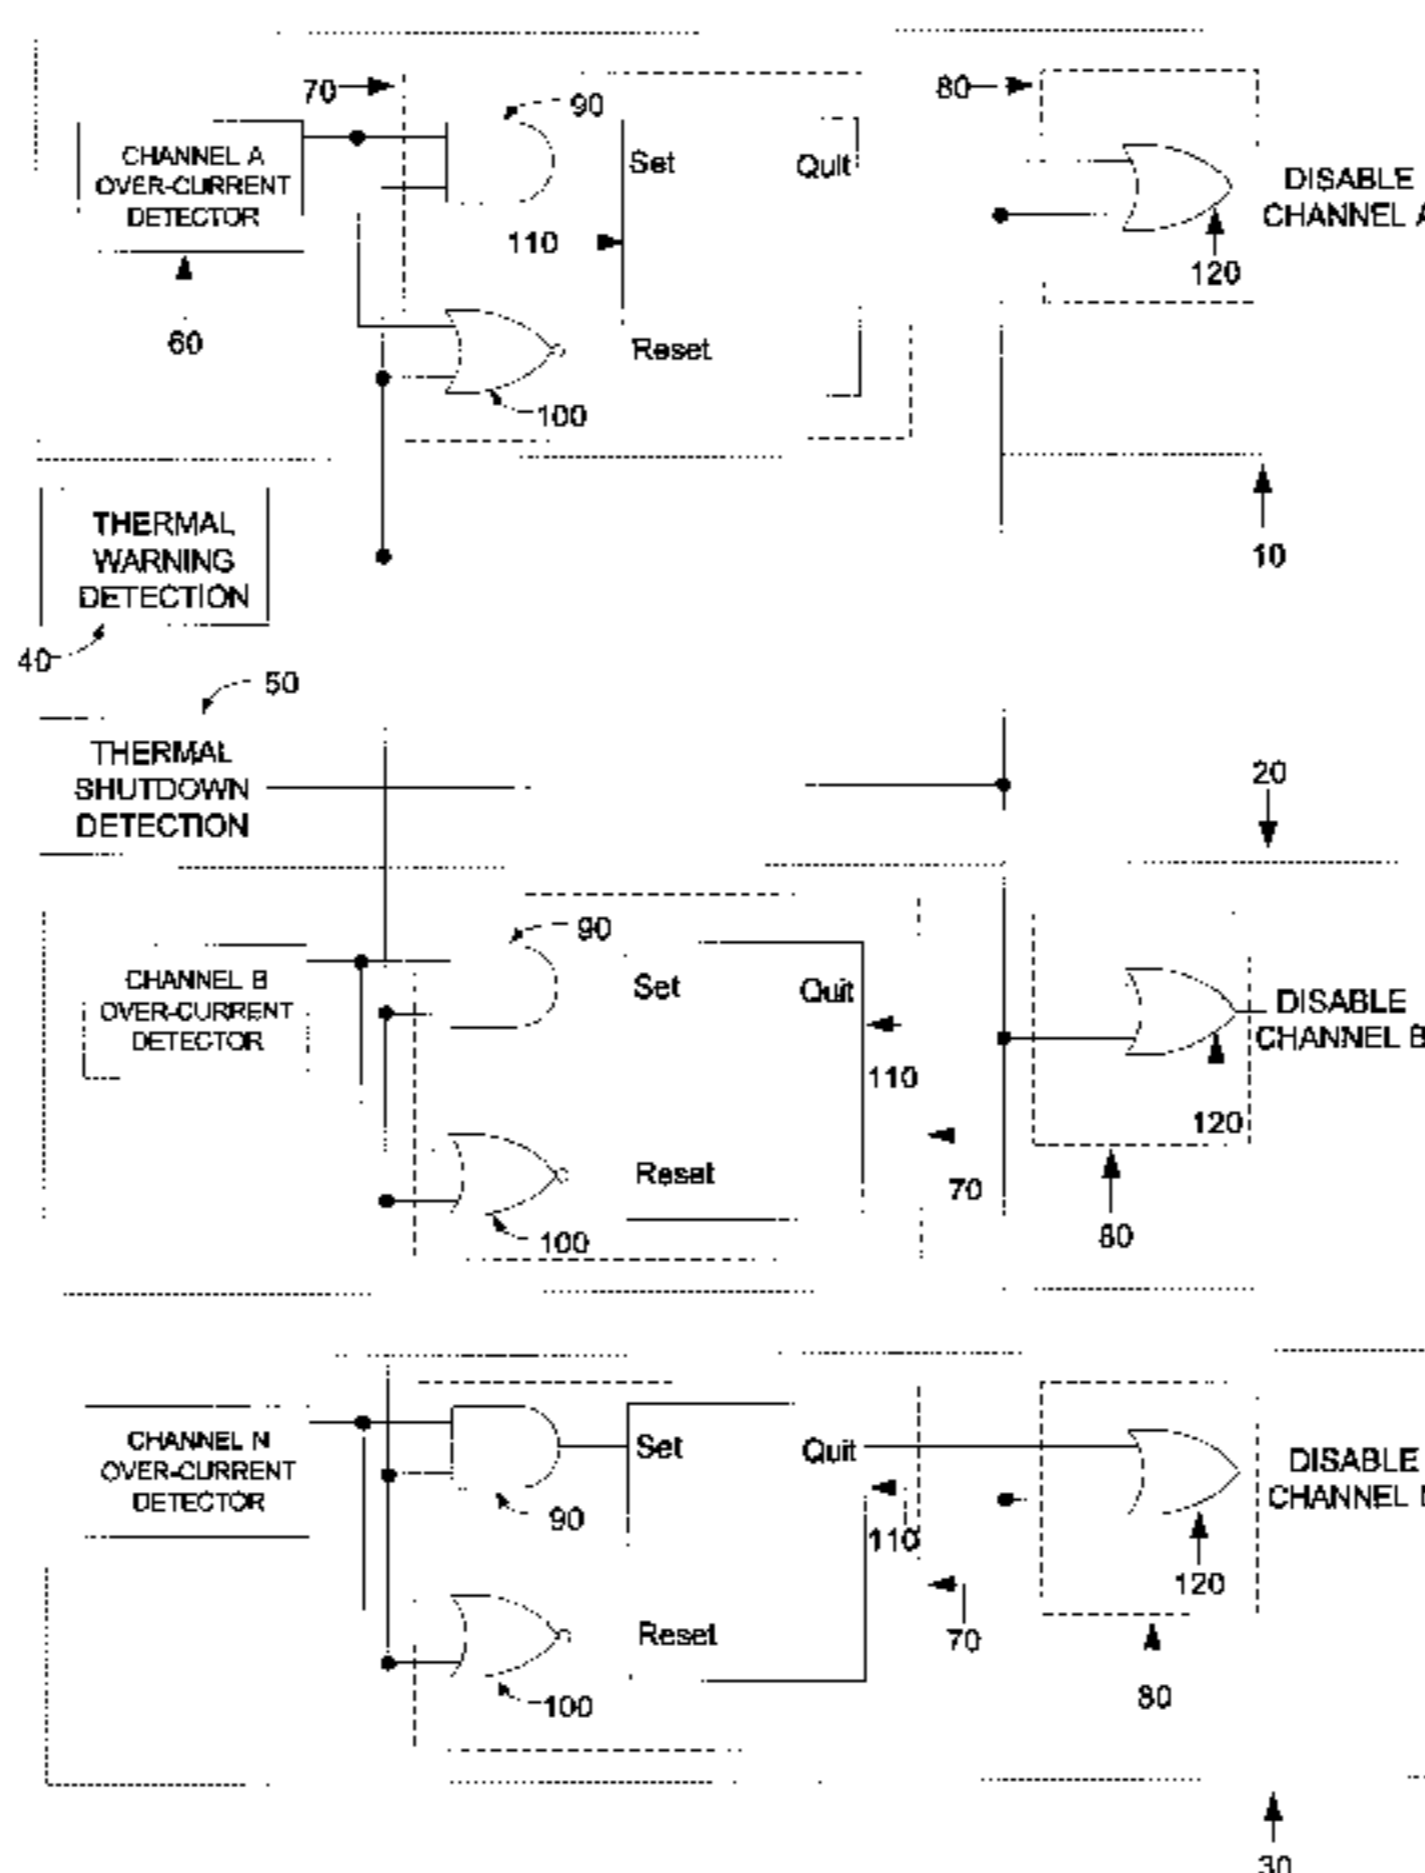 70
90
80
CHANNEL A
OVER-CURRENT
DETECTOR
Set
Quit
DISABLE
CHANNEL A
110
120
60
Reset
100
THERMAL
WARNING
DETECTION
10
40
50
THERMAL
SHUTDOWN
DETECTION
20
90
CHANNEL B
OVER-CURRENT
DETECTOR
Set
Quit
DISABLE
CHANNEL B
110
120
Reset
70
100
80
CHANNEL N
OVER-CURRENT
DETECTOR
Set
Quit
DISABLE
CHANNEL
90
110
120
Reset
70
100
80
30